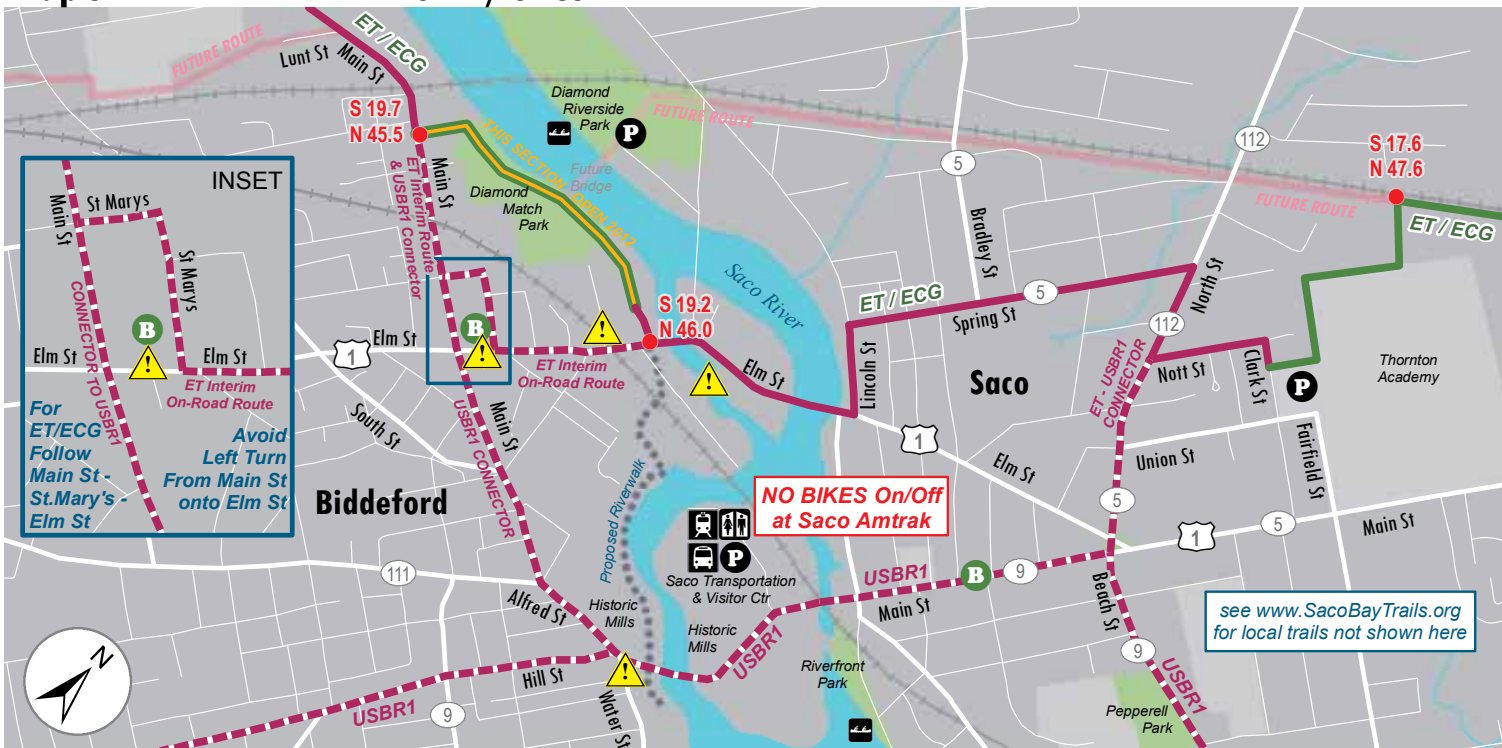 ET / ECG
FUTURE ROUTE
Lunt St
Main St
S 19.7
N 45.5
Diamond
Riverside
Park
P
FUTURE ROUTE
5
112
S 17.6
N 47.6
FUTURE ROUTE
ET / ECG
INSET
St Marys
Main St
St Marys
CONNECTOR TO USBR1
B
!
Elm St
Elm St
ET Interim
On-Road Route
For
ET/ECG
Follow
Main St -
St.Mary's -
Elm St
Avoid
Left Turn
From Main St
onto Elm St
ET Interim Route
& USBR1 Connector
Main St
THIS SECTION OPEN 2012
Future
Bridge
Diamond
Match
Park
Saco River
Bradley St
North St
ET / ECG
5
Spring St
S 19.2
N 46.0
!
B
!
Elm St
1
ET Interim
On-Road Route
!
Elm St
Lincoln St
Saco
112
ET - USBR1
CONNECTOR
Nott St
Clark St
P
Thornton
Academy
South St
Main St
USBR1 CONNECTOR
1
Elm St
Union St
Fairfield St
Biddeford
Proposed Riverwalk
NO BIKES On/Off
at Saco Amtrak
5
1
5
Main St
P
Saco Transportation
& Visitor Ctr
111
Alfred St
Historic
Mills
Historic
Mills
USBR1
Main St
B
9
USBR1
Beach St
see www.SacoBayTrails.org
for local trails not shown here
N
USBR1
Hill St
9
!
Water St
Riverfront
Park
9
USBR1
Pepperell
Park